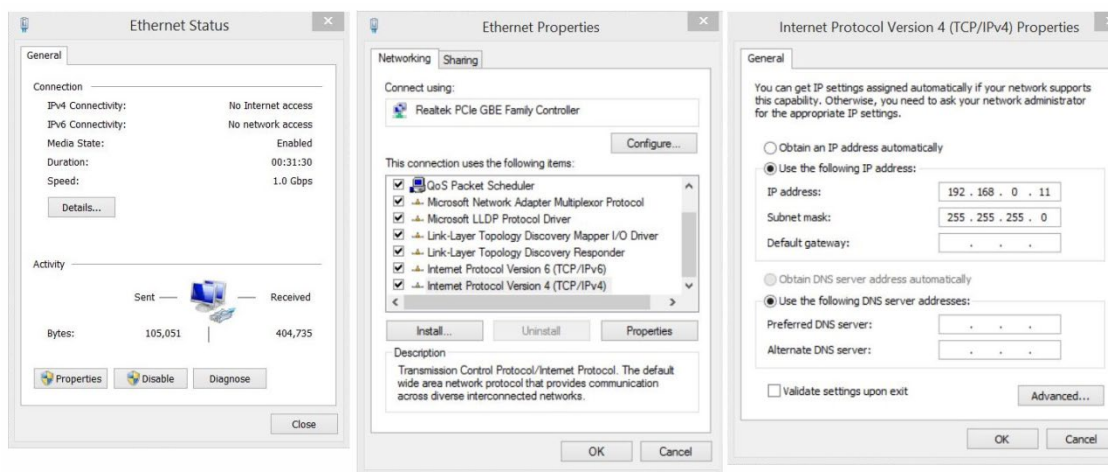 Ethernet Status
General
Connection
IPv4 Connectivity: No Internet access
IPv6 Connectivity: No network access
Media State: Enabled
Duration: 00:31:30
Speed: 1.0 Gbps
Details...
Activity
Sent Received
Bytes: 105,051 404,735
Properties Disable Diagnose
Close
Ethernet Properties
Networking Sharing
Connect using:
Realtek PCIe GBE Family Controller
Configure...
This connection uses the following items:
QoS Packet Scheduler
Microsoft Network Adapter Multiplexor Protocol
Microsoft LLDP Protocol Driver
Link-Layer Topology Discovery Mapper I/O Driver
Link-Layer Topology Discovery Responder
Internet Protocol Version 6 (TCP/IPv6)
Internet Protocol Version 4 (TCP/IPv4)
Install... Uninstall Properties
Description
Transmission Control Protocol/Internet Protocol. The default
wide area network protocol that provides communication
across diverse interconnected networks.
OK Cancel
Internet Protocol Version 4 (TCP/IPv4) Properties
General
You can get IP settings assigned automatically if your network supports
this capability. Otherwise, you need to ask your network administrator
for the appropriate IP settings.
Obtain an IP address automatically
Use the following IP address:
IP address: 192 . 168 . 0 . 11
Subnet mask: 255 . 255 . 255 . 0
Default gateway: . . .
Obtain DNS server address automatically
Use the following DNS server addresses:
Preferred DNS server: . . .
Alternate DNS server: . . .
Validate settings upon exit
Advanced...
OK Cancel